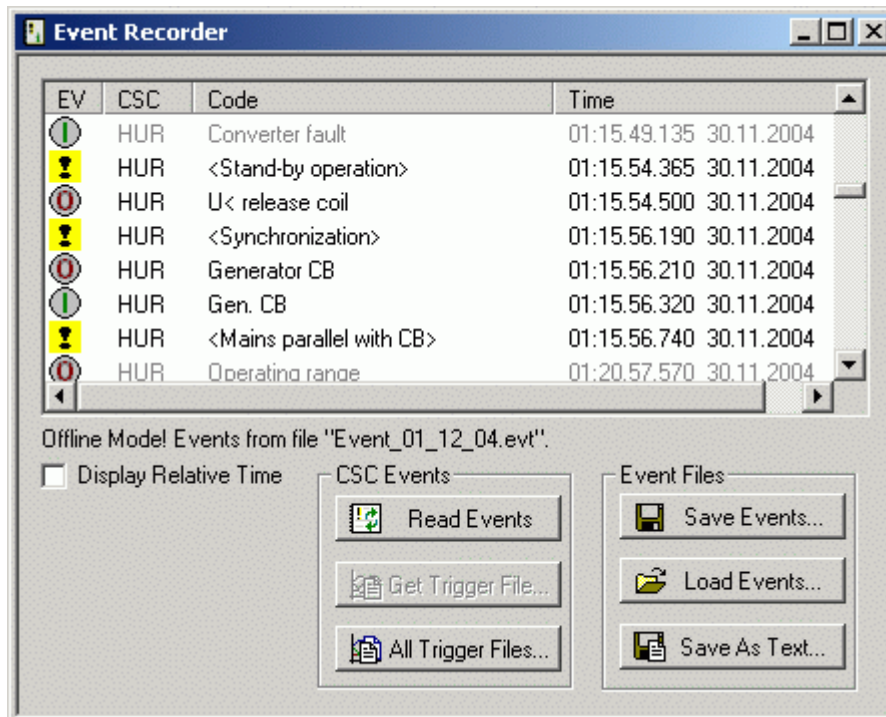 Event Recorder
EV CSC Code Time
HUR Converter fault 01:15.49.135 30.11.2004
HUR <Stand-by operation> 01:15.54.365 30.11.2004
HUR U< release coil 01:15.54.500 30.11.2004
HUR <Synchronization> 01:15.56.190 30.11.2004
HUR Generator CB 01:15.56.210 30.11.2004
HUR Gen. CB 01:15.56.320 30.11.2004
HUR <Mains parallel with CB> 01:15.56.740 30.11.2004
HUR Operating range 01:20.57.570 30.11.2004
Offline Mode! Events from file "Event_01_12_04.evt".
Display Relative Time
CSC Events
Read Events
Get Trigger File...
All Trigger Files...
Event Files
Save Events...
Load Events...
Save As Text...